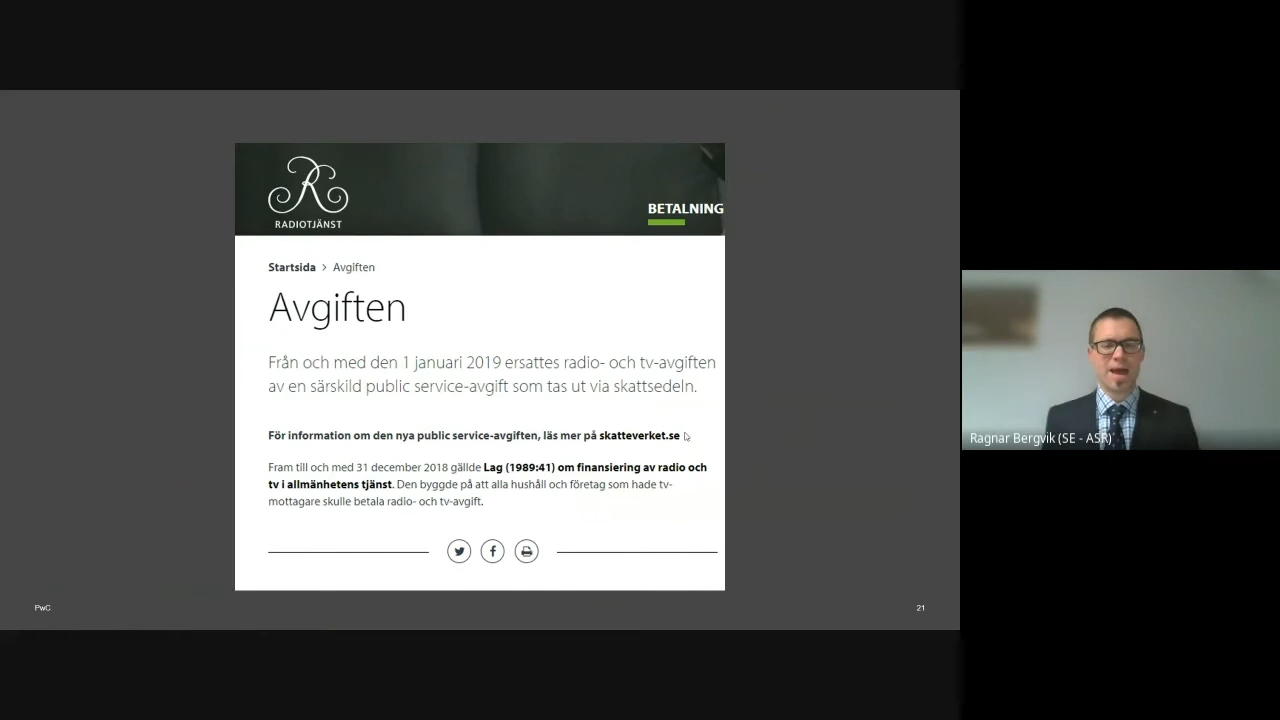 RADIOTJÄNST
BETALNING
Startsida > Avgiften
Avgiften
Från och med den 1 januari 2019 ersattes radio- och tv-avgiften
av en särskild public service-avgift som tas ut via skattsedeln.
För information om den nya public service-avgiften, läs mer på skatteverket.se
Fram till och med 31 december 2018 gällde Lag (1989:41) om finansiering av radio och
tv i allmänhetens tjänst. Den byggde på att alla hushåll och företag som hade tv-
mottagare skulle betala radio- och tv-avgift.
PwC
21
Ragnar Bergvik (SE - ASR)